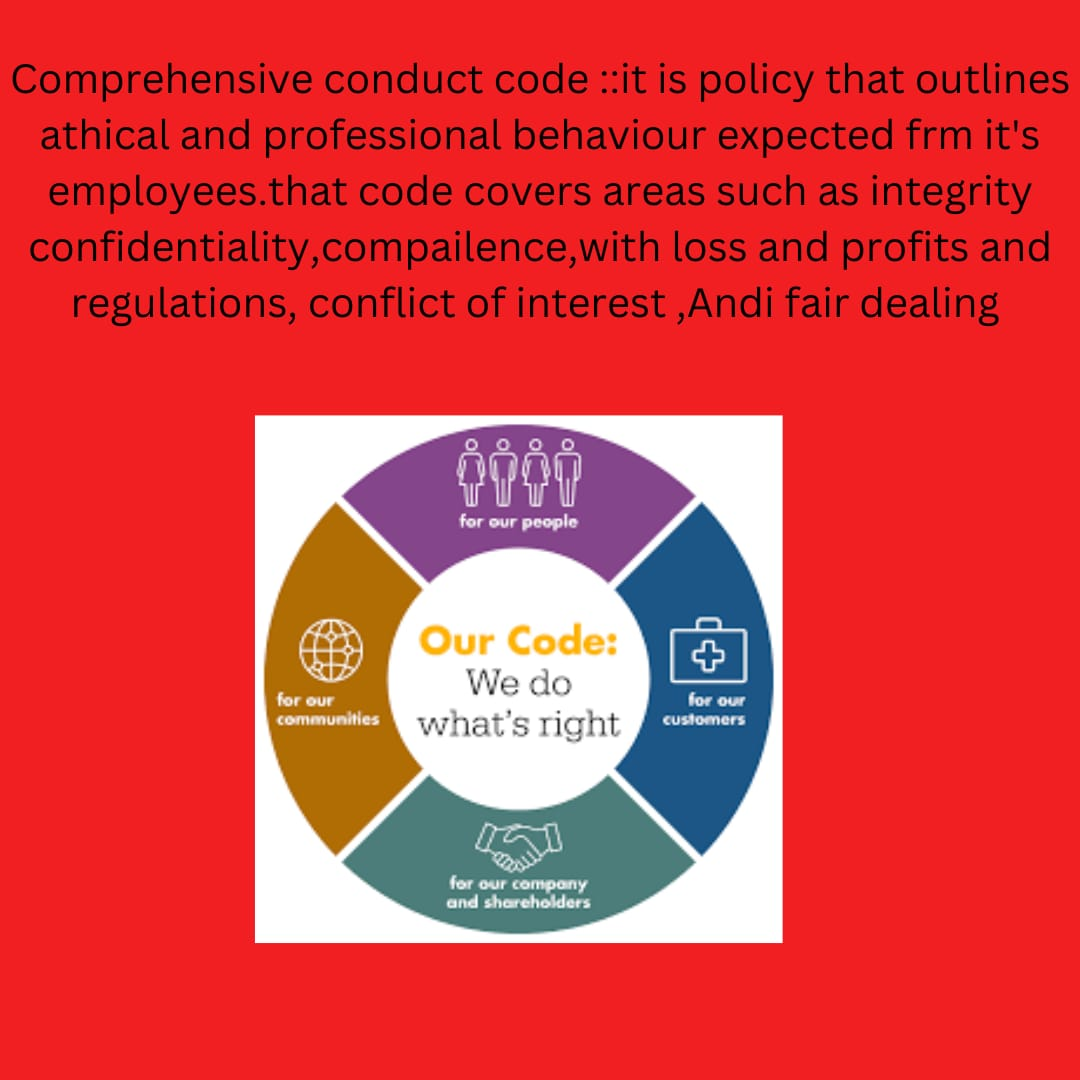 Comprehensive conduct code ::it is policy that outlines
athical and professional behaviour expected frm it's
employees.that code covers areas such as integrity
confidentiality,compailence,with loss and profits and
regulations, conflict of interest ,Andi fair dealing
for our people
for our
communities
Our Code:
We do
what's right
for our
customers
for our company
and shareholders